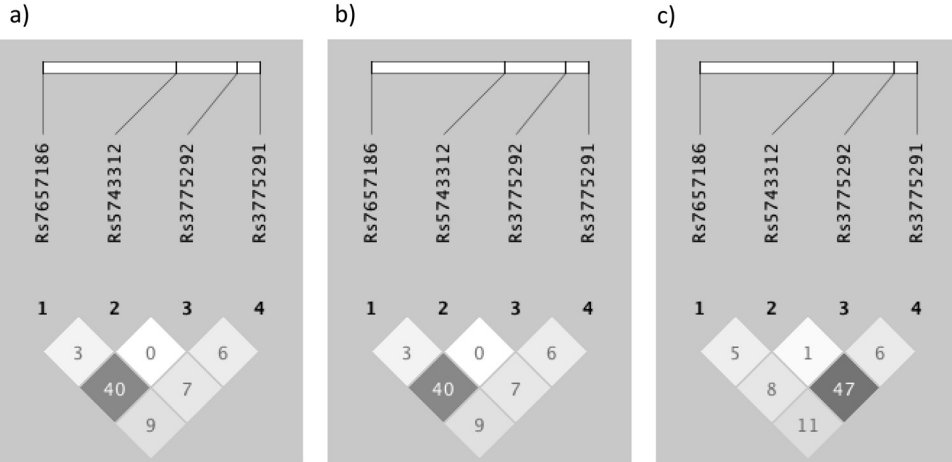 a)
b)
c)
Rs7657186
Rs5743312
Rs3775292
Rs3775291
Rs7657186
Rs5743312
Rs3775292
Rs3775291
Rs7657186
Rs5743312
Rs3775292
Rs3775291
1 2 3 4
1 2 3 4
1 2 3 4
3 0 6
40 7
9
3 0 6
40 7
9
5 1 6
8 47
11